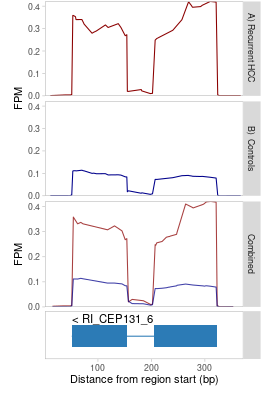 0.4
0.3
0.2
0.1
0.0
FPM
A) Recurrent HCC
0.4
0.3
0.2
0.1
0.0
B) Controls
0.4
0.3
0.2
0.1
0.0
FPM
Combined
< RI_CEP131_6
100
200
300
Distance from region start (bp)